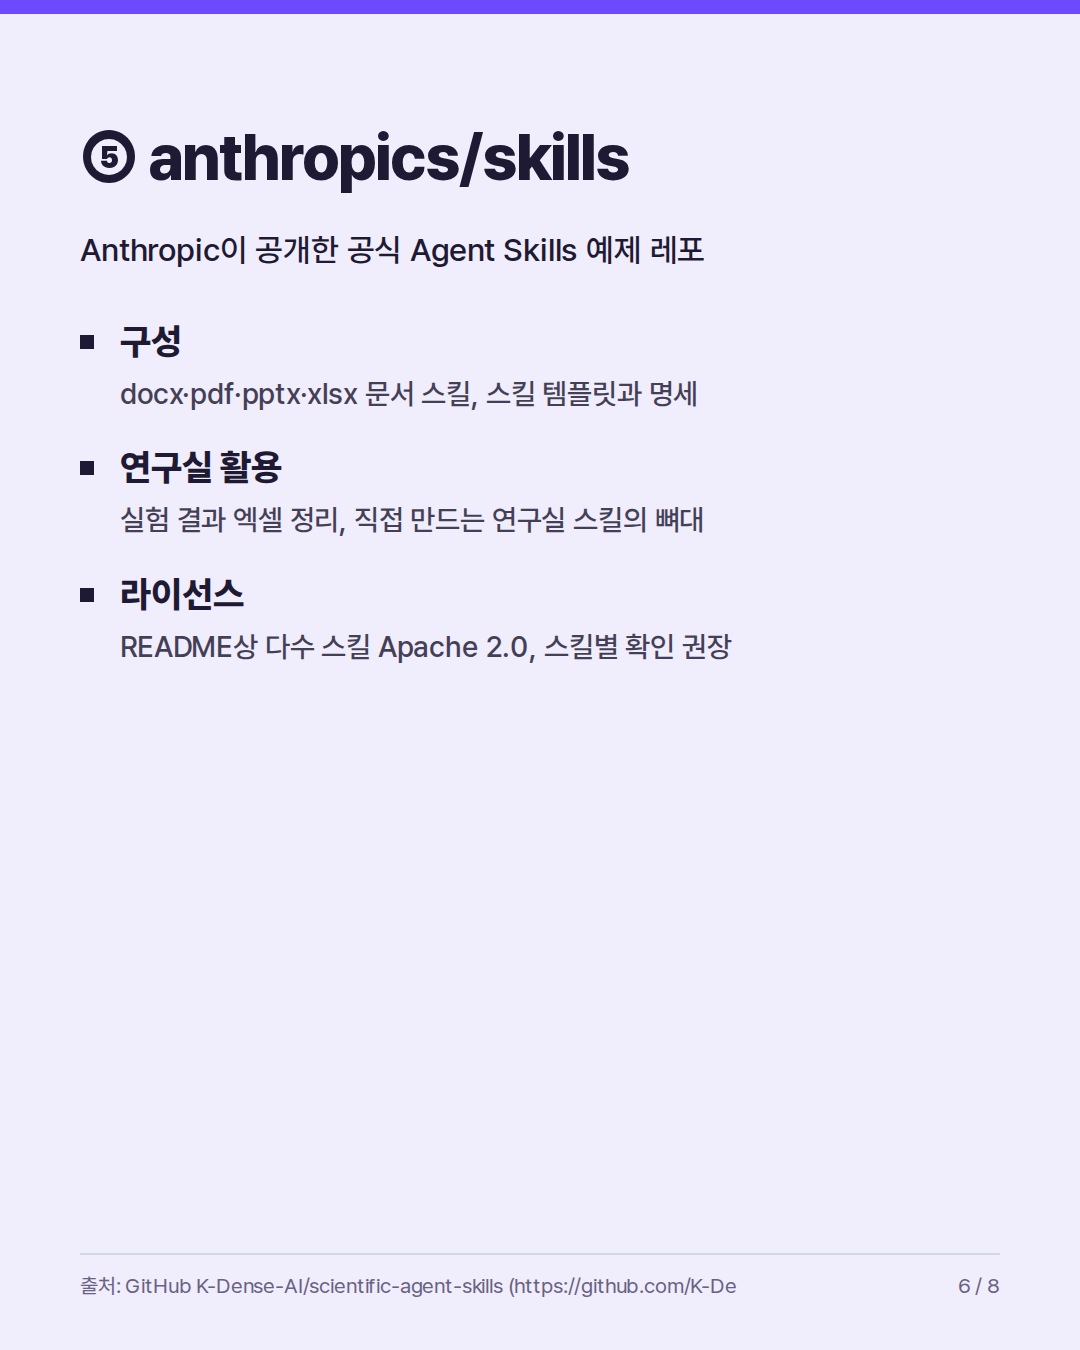 ⑤ anthropics/skills
Anthropic이 공개한 공식 Agent Skills 예제 레포
■ 구성
docx·pdf·pptx·xlsx 문서 스킬, 스킬 템플릿과 명세
■ 연구실 활용
실험 결과 엑셀 정리, 직접 만드는 연구실 스킬의 뼈대
■ 라이선스
README상 다수 스킬 Apache 2.0, 스킬별 확인 권장
출처: GitHub K-Dense-AI/scientific-agent-skills (https://github.com/K-De
6 / 8